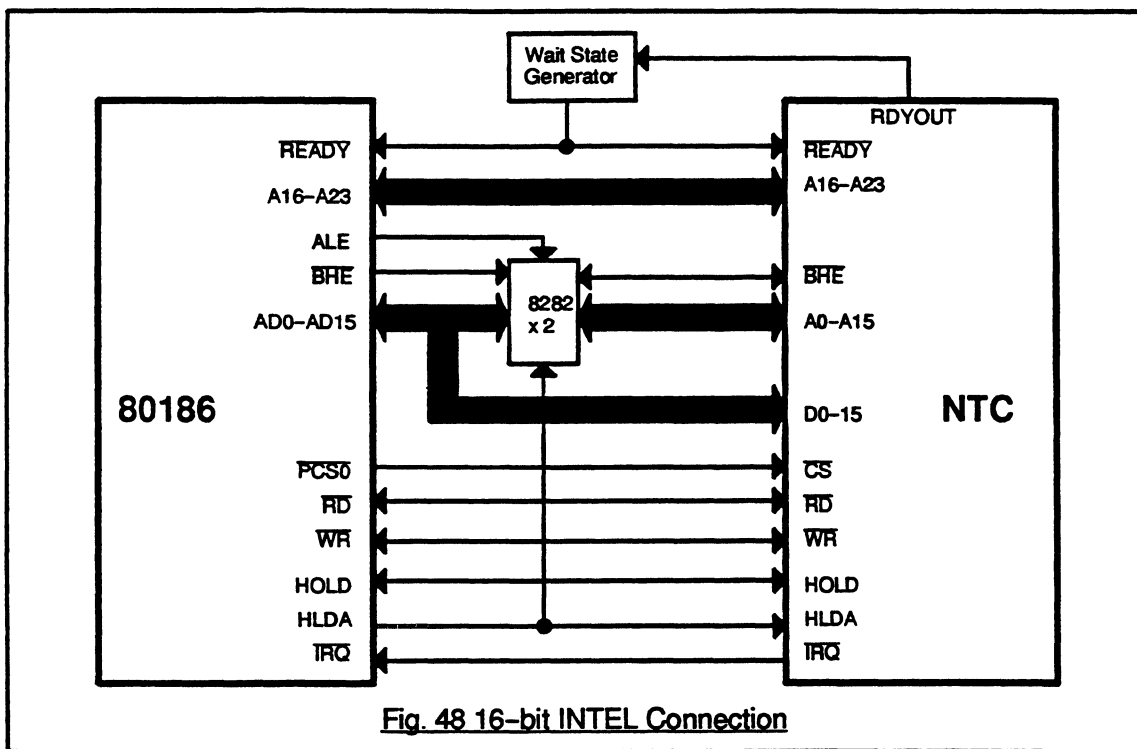 Wait State
Generator
RDYOUT
READY
READY
A16-A23
A16-A23
ALE
BHE
BHE
8282
x 2
AD0-AD15
A0-A15
80186
D0-15
NTC
PCS0
CS
RD
RD
WR
WR
HOLD
HOLD
HLDA
HLDA
IRQ
IRQ
Fig. 48 16-bit INTEL Connection